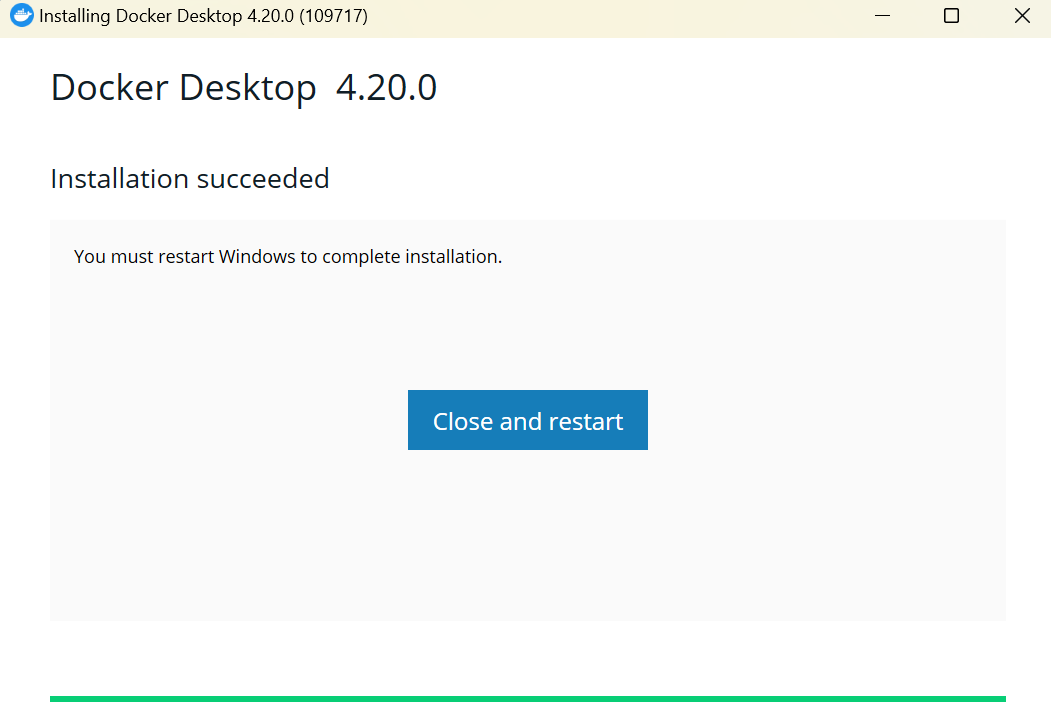 Installing Docker Desktop 4.20.0 (109717)
Docker Desktop 4.20.0
Installation succeeded
You must restart Windows to complete installation.
Close and restart